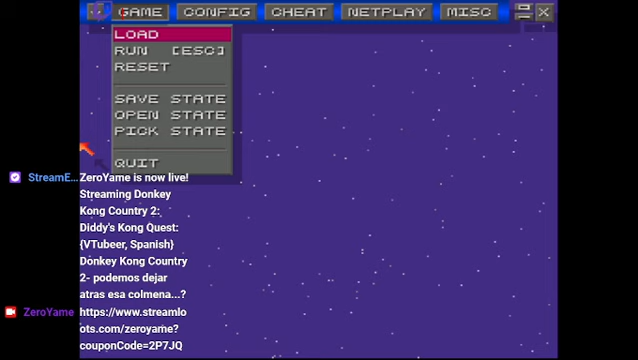 GAME CONFIG CHEAT NETPLAY MISC
LOAD
RUN [ESC]
RESET
SAVE STATE
OPEN STATE
PICK STATE
QUIT
StreamE... ZeroYame is now live!
Streaming Donkey
Kong Country 2:
Diddy's Kong Quest:
{VTubeer, Spanish}
Donkey Kong Country
2- podemos dejar
atras esa colmena...?
ZeroYame https://www.streamlo
ots.com/zeroyame?
couponCode=2P7JQ